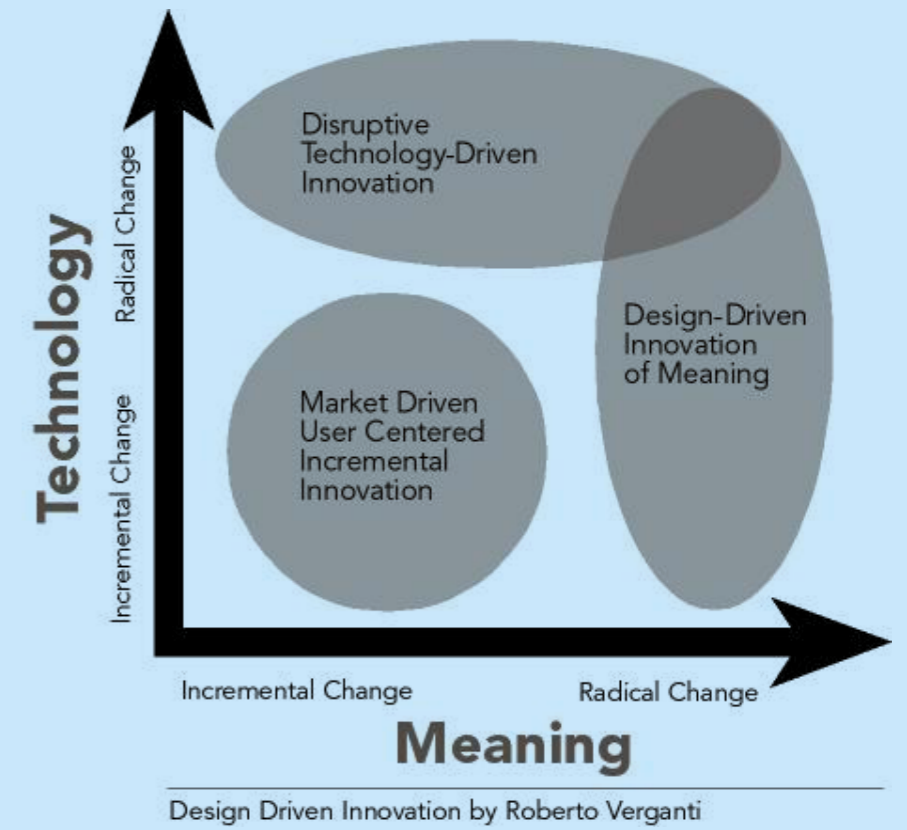 Disruptive
Technology-Driven
Innovation
Radical Change
Technology
Incremental Change
Design-Driven
Innovation
of Meaning
Market Driven
User Centered
Incremental
Innovation
Incremental Change
Radical Change
Meaning
Design Driven Innovation by Roberto Verganti